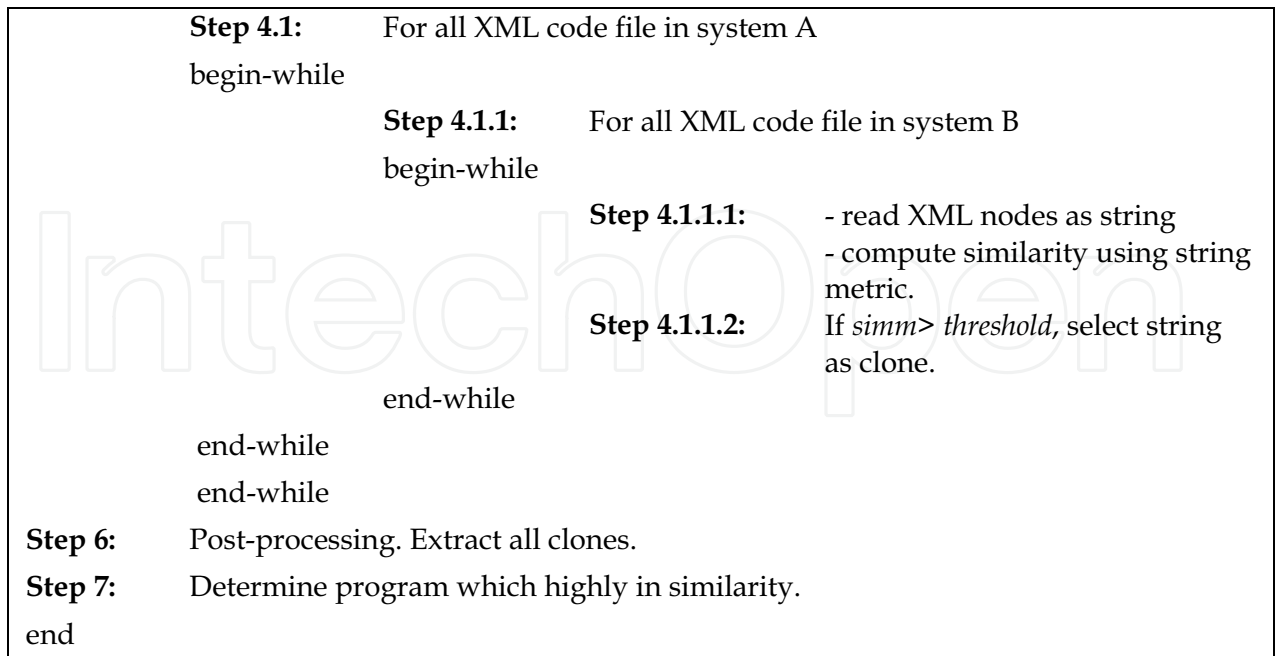 Step 4.1: For all XML code file in system A
begin-while
Step 4.1.1: For all XML code file in system B
begin-while
Step 4.1.1.1: - read XML nodes as string
- compute similarity using string
metric.
Step 4.1.1.2: If simm> threshold, select string
as clone.
end-while
end-while
end-while
Step 6: Post-processing. Extract all clones.
Step 7: Determine program which highly in similarity.
end
IntechOpen